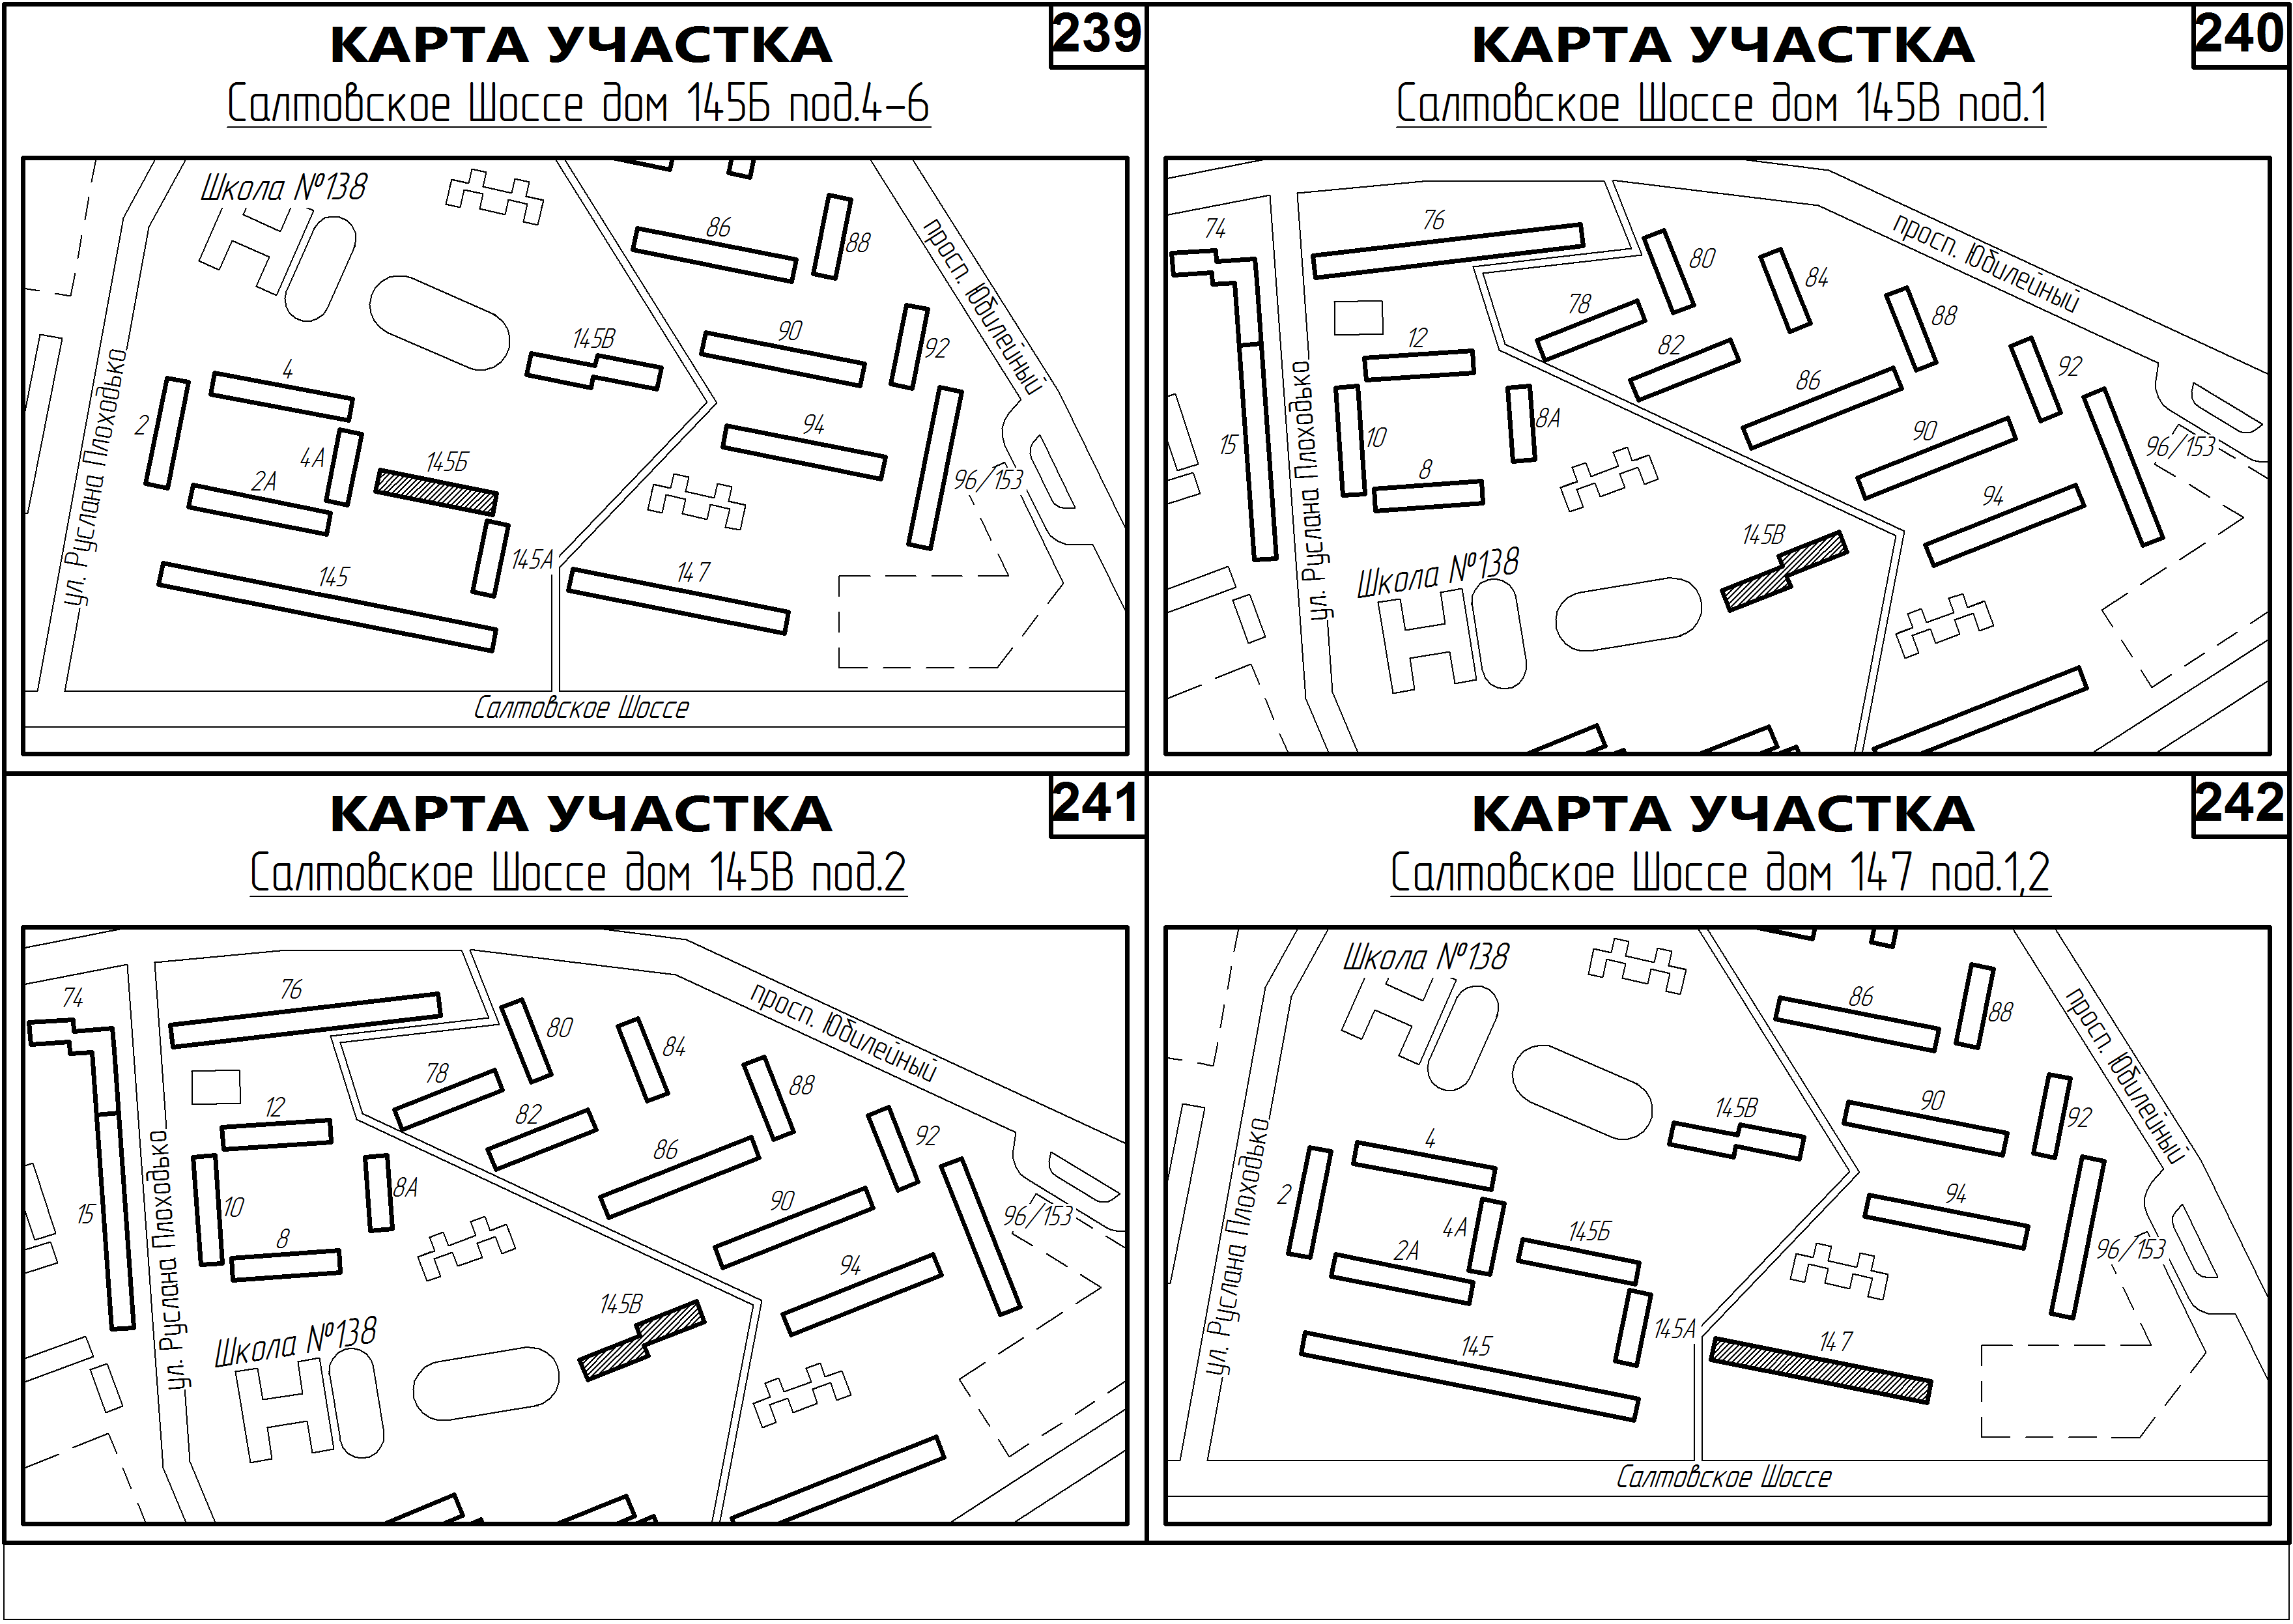 КАРТА УЧАСТКА
239
Салтовское Шоссе дом 145Б под.4-6
Школа №138
86
88
просп. Юбилейный
145В
90
92
4
2
94
4А
145Б
2А
96/153
ул. Руслана Плоходько
145А
145
147
Салтовское Шоссе
КАРТА УЧАСТКА
240
Салтовское Шоссе дом 145В под.1
74
76
просп. Юбилейный
80
84
78
88
12
82
92
86
8А
10
15
90
96/153
8
94
ул. Руслана Плоходько
145В
Школа №138
КАРТА УЧАСТКА
241
Салтовское Шоссе дом 145В под.2
74
76
просп. Юбилейный
80
84
78
88
12
82
92
86
8А
10
15
90
96/153
8
94
ул. Руслана Плоходько
145В
Школа №138
КАРТА УЧАСТКА
242
Салтовское Шоссе дом 147 под.1,2
Школа №138
86
88
просп. Юбилейный
145В
90
92
4
2
94
4А
145Б
2А
96/153
ул. Руслана Плоходько
145А
145
147
Салтовское Шоссе